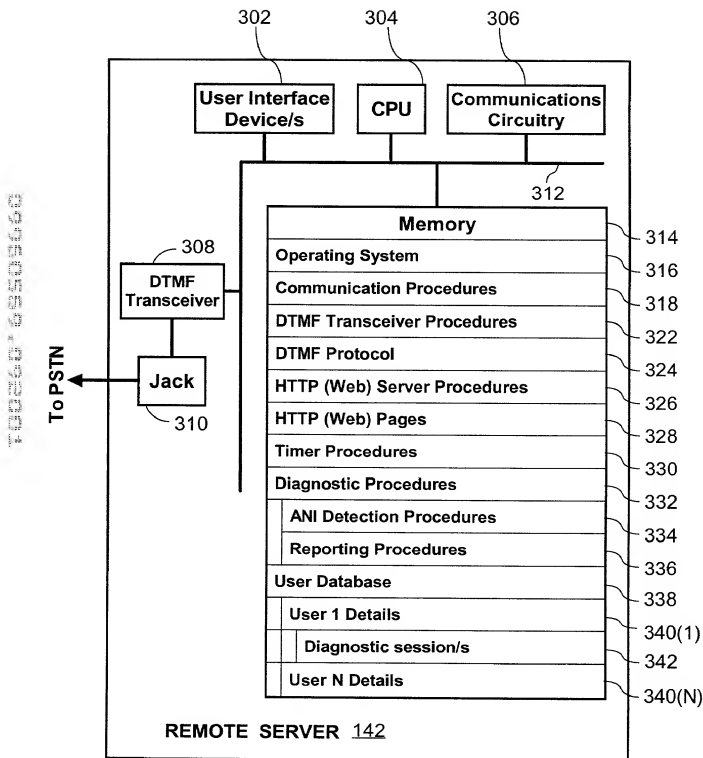 302
304
306
User Interface
Device/s
CPU
Communications
Circuitry
312
308
DTMF
Transceiver
Jack
310
To PSTN
Memory
314
Operating System
316
Communication Procedures
318
DTMF Transceiver Procedures
322
DTMF Protocol
324
HTTP (Web) Server Procedures
326
HTTP (Web) Pages
328
Timer Procedures
330
Diagnostic Procedures
332
ANI Detection Procedures
334
Reporting Procedures
336
User Database
338
User 1 Details
340(1)
Diagnostic session/s
342
User N Details
340(N)
REMOTE SERVER 142